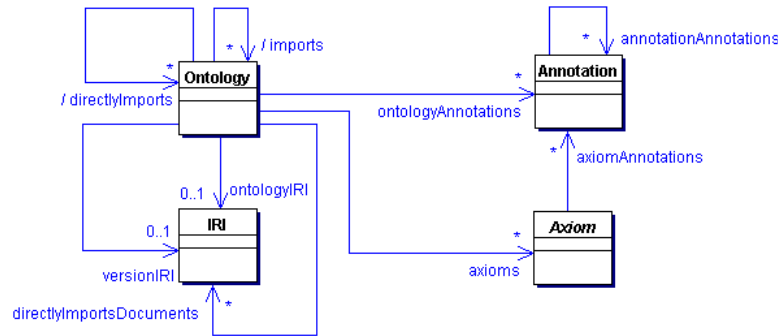 * / imports
* annotationAnnotations
*
Ontology
* Annotation
/ directlyImports
ontologyAnnotations
* axiomAnnotations
0..1 ontologyIRI
IRI
Axiom
0..1
*
versionIRI
axioms
directlyImportsDocuments *